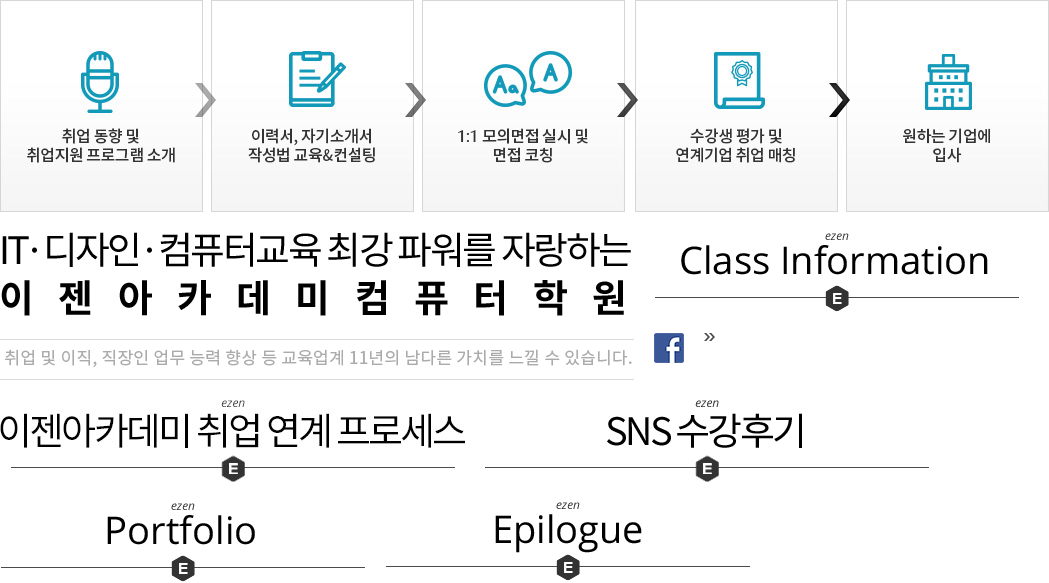 취업 동향 및
취업지원 프로그램 소개
이력서, 자기소개서
작성법 교육&컨설팅
Aa
A
1:1 모의면접 실시 및
면접 코칭
수강생 평가 및
연계기업 취업 매칭
원하는 기업에
입사
IT·디자인·컴퓨터교육 최강 파워를 자랑하는
이젠아카데미컴퓨터학원
취업 및 이직, 직장인 업무 능력 향상 등 교육업계 11년의 남다른 가치를 느낄 수 있습니다.
ezen
Class Information
E
f
»
ezen
이젠아카데미 취업 연계 프로세스
E
ezen
SNS 수강후기
E
ezen
Portfolio
E
ezen
Epilogue
E